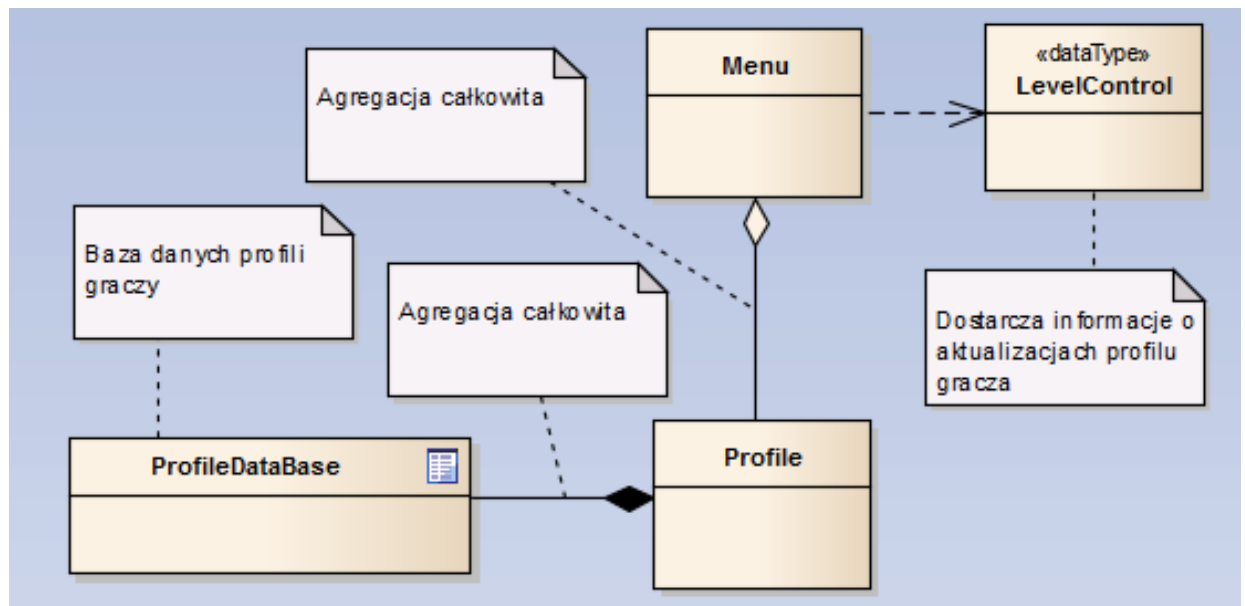 Agregacja całkowita
Menu
«dataType»
LevelControl
Baza danych profili
graczy
Agregacja całkowita
Dostarcza informacje o
aktualizacjach profilu
gracza
ProfileDataBase
Profile